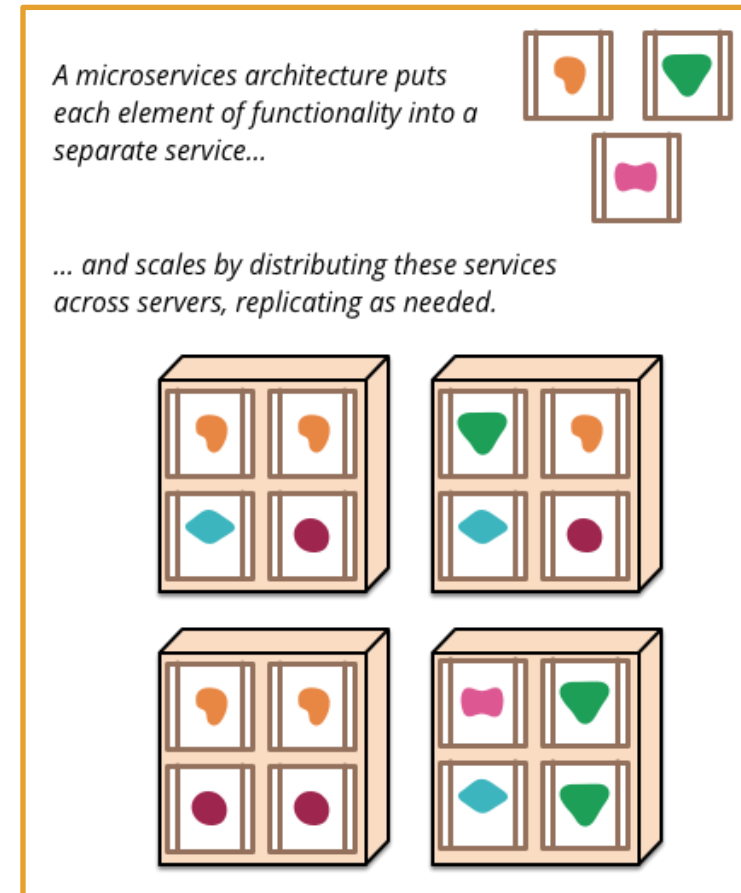 A microservices architecture puts
each element of functionality into a
separate service...
... and scales by distributing these services
across servers, replicating as needed.